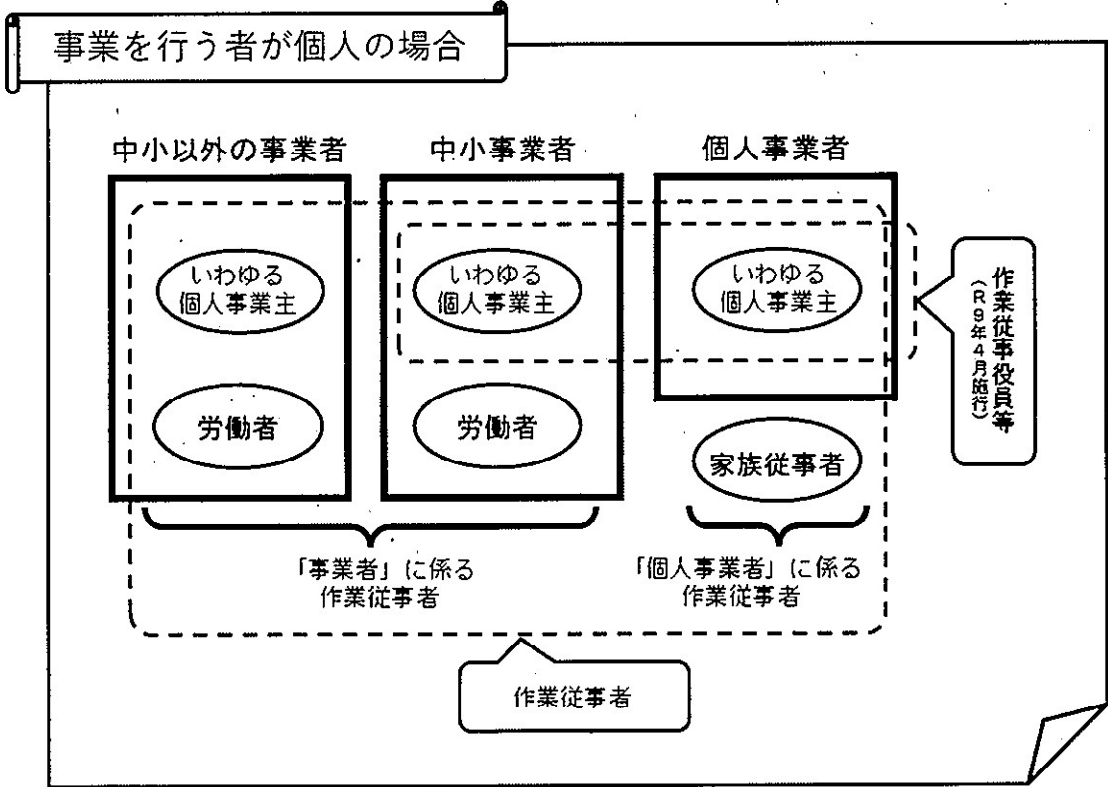 事業を行う者が個人の場合
中小以外の事業者
中小事業者
個人事業者
いわゆる
個人事業主
いわゆる
個人事業主
いわゆる
個人事業主
作業従事役員等
（R9年4月施行）
労働者
労働者
家族従事者
「事業者」に係る
作業従事者
「個人事業者」に係る
作業従事者
作業従事者